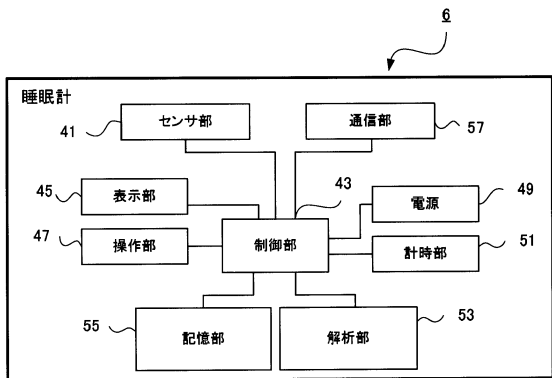 6
睡眠計
センサ部
通信部
41
57
43
45
表示部
電源
49
47
操作部
制御部
計時部
51
55
記憶部
解析部
53